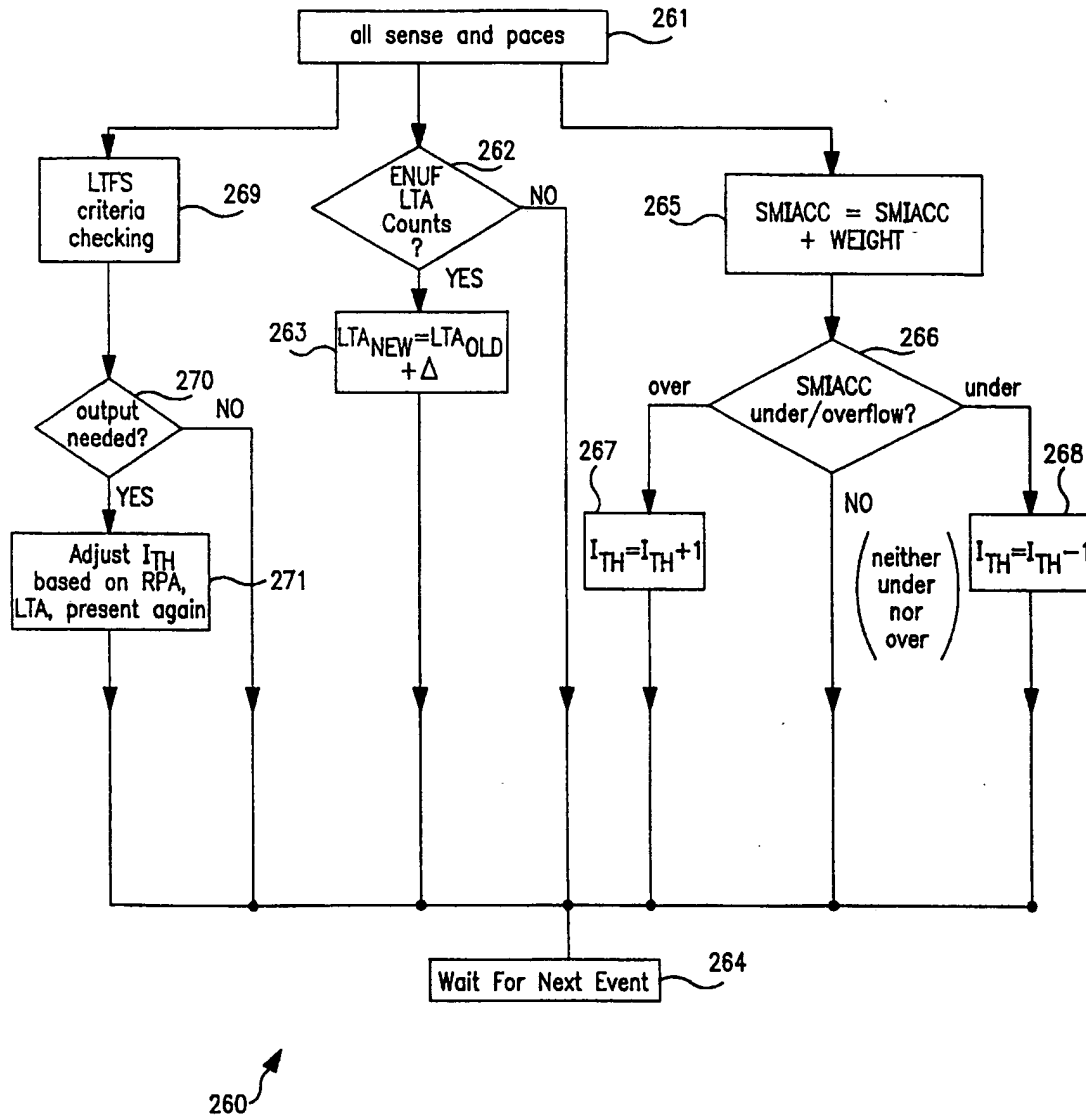 all sense and paces
261
LTFS
criteria
checking
269
ENUF
LTA
Counts
?
262
NO
YES
265
SMIACC = SMIACC
+ WEIGHT
263
LTA_NEW=LTA_OLD
+Δ
266
over
SMIACC
under/overflow?
under
270
output
needed?
NO
YES
267
I_TH=I_TH+1
NO
(neither
under
nor
over)
268
I_TH=I_TH-1
Adjust I_TH
based on RPA,
LTA, present again
271
Wait For Next Event
264
260